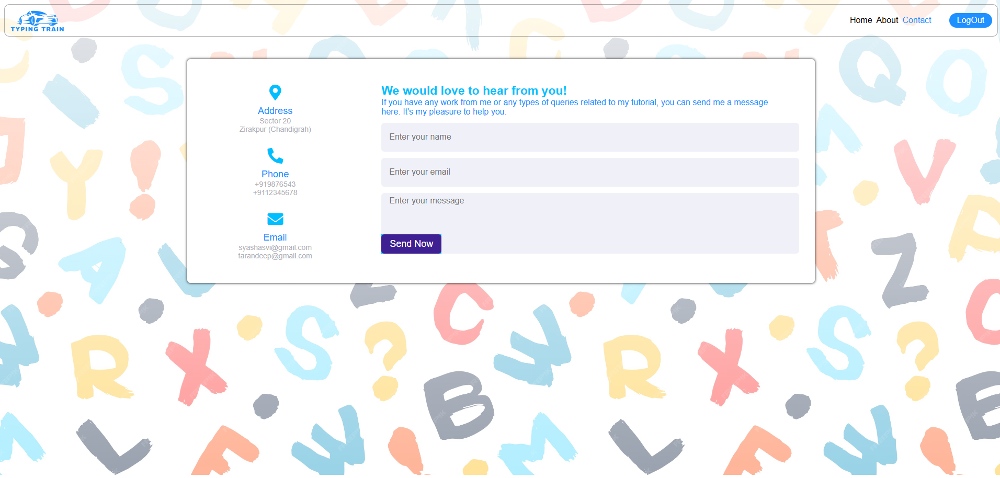 TYPING TRAIN
Home About Contact LogOut
Address
Sector 20
Zirakpur (Chandigrah)
Phone
+919876543
+9112345678
Email
syashasvi@gmail.com
tarandeep@gmail.com
We would love to hear from you!
If you have any work from me or any types of queries related to my tutorial, you can send me a message
here. It's my pleasure to help you.
Enter your name
Enter your email
Enter your message
Send Now